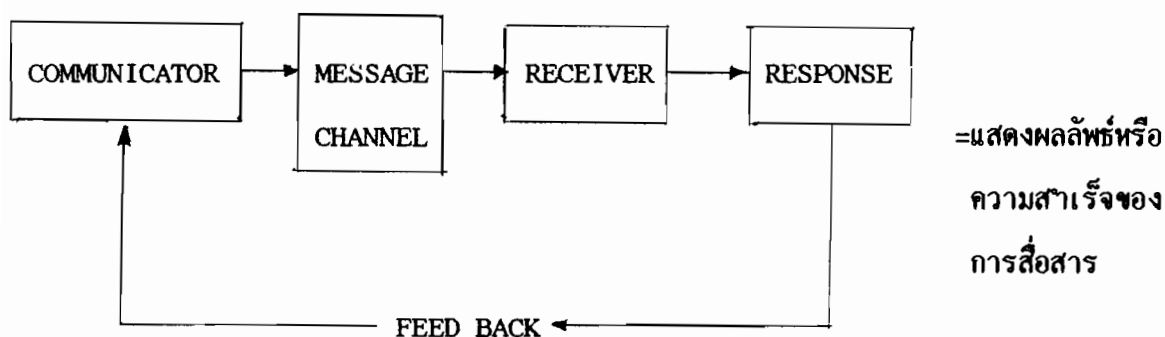 COMMUNICATOR
MESSAGE
CHANNEL
RECEIVER
RESPONSE
=แสดงผลลัพธ์หรือ
ความสำเร็จของ
การสื่อสาร
FEED BACK